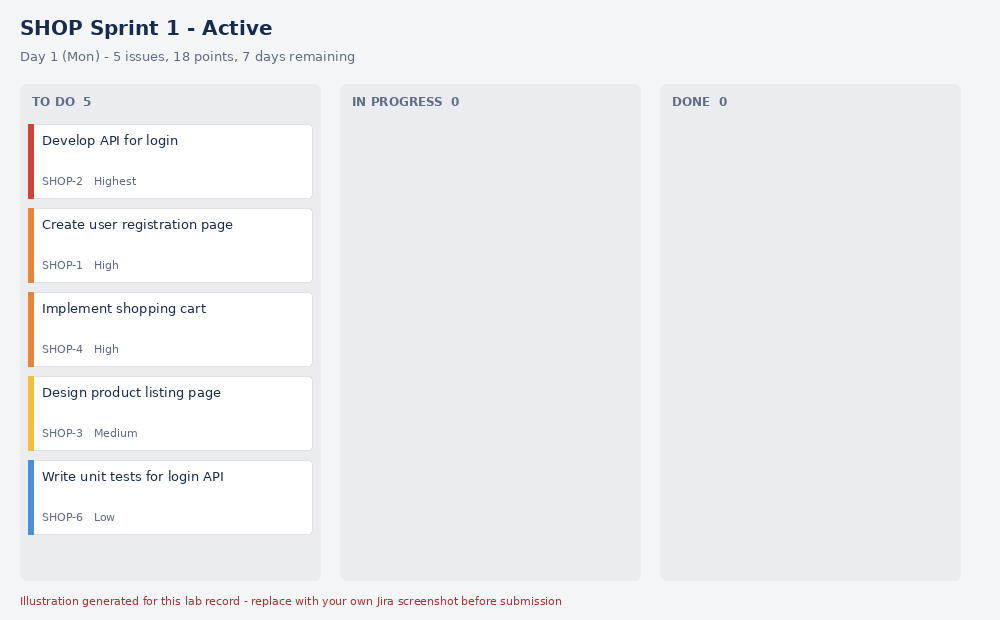 SHOP Sprint 1 - Active
Day 1 (Mon) - 5 issues, 18 points, 7 days remaining
TO DO 5
Develop API for login
SHOP-2 Highest
Create user registration page
SHOP-1 High
Implement shopping cart
SHOP-4 High
Design product listing page
SHOP-3 Medium
Write unit tests for login API
SHOP-6 Low
IN PROGRESS 0
DONE 0
Illustration generated for this lab record - replace with your own Jira screenshot before submission